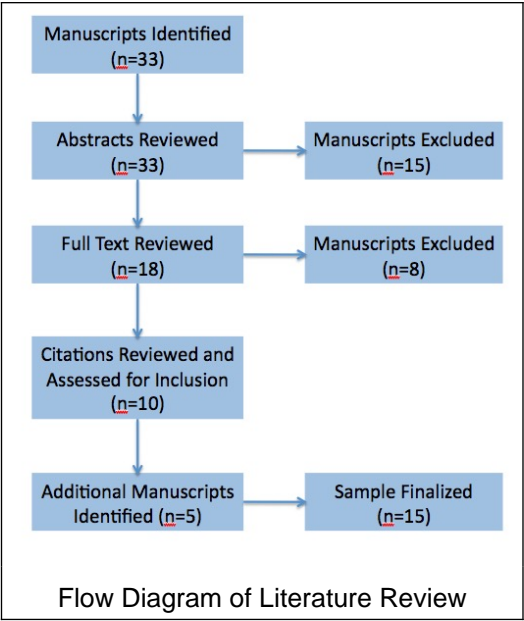 Manuscripts Identified
(n=33)
Abstracts Reviewed
(n=33)
Manuscripts Excluded
(n=15)
Full Text Reviewed
(n=18)
Manuscripts Excluded
(n=8)
Citations Reviewed and
Assessed for Inclusion
(n=10)
Additional Manuscripts
Identified (n=5)
Sample Finalized
(n=15)
Flow Diagram of Literature Review